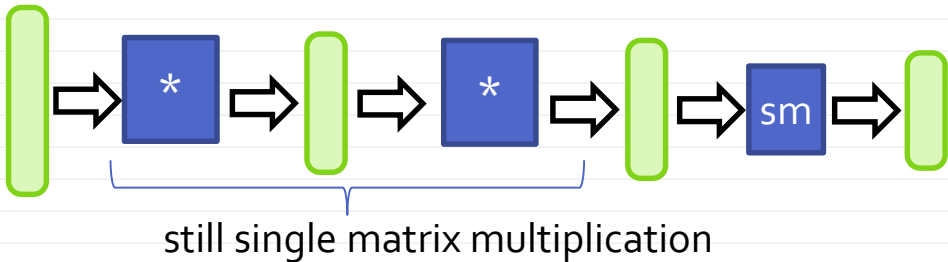 *
*
sm
still single matrix multiplication